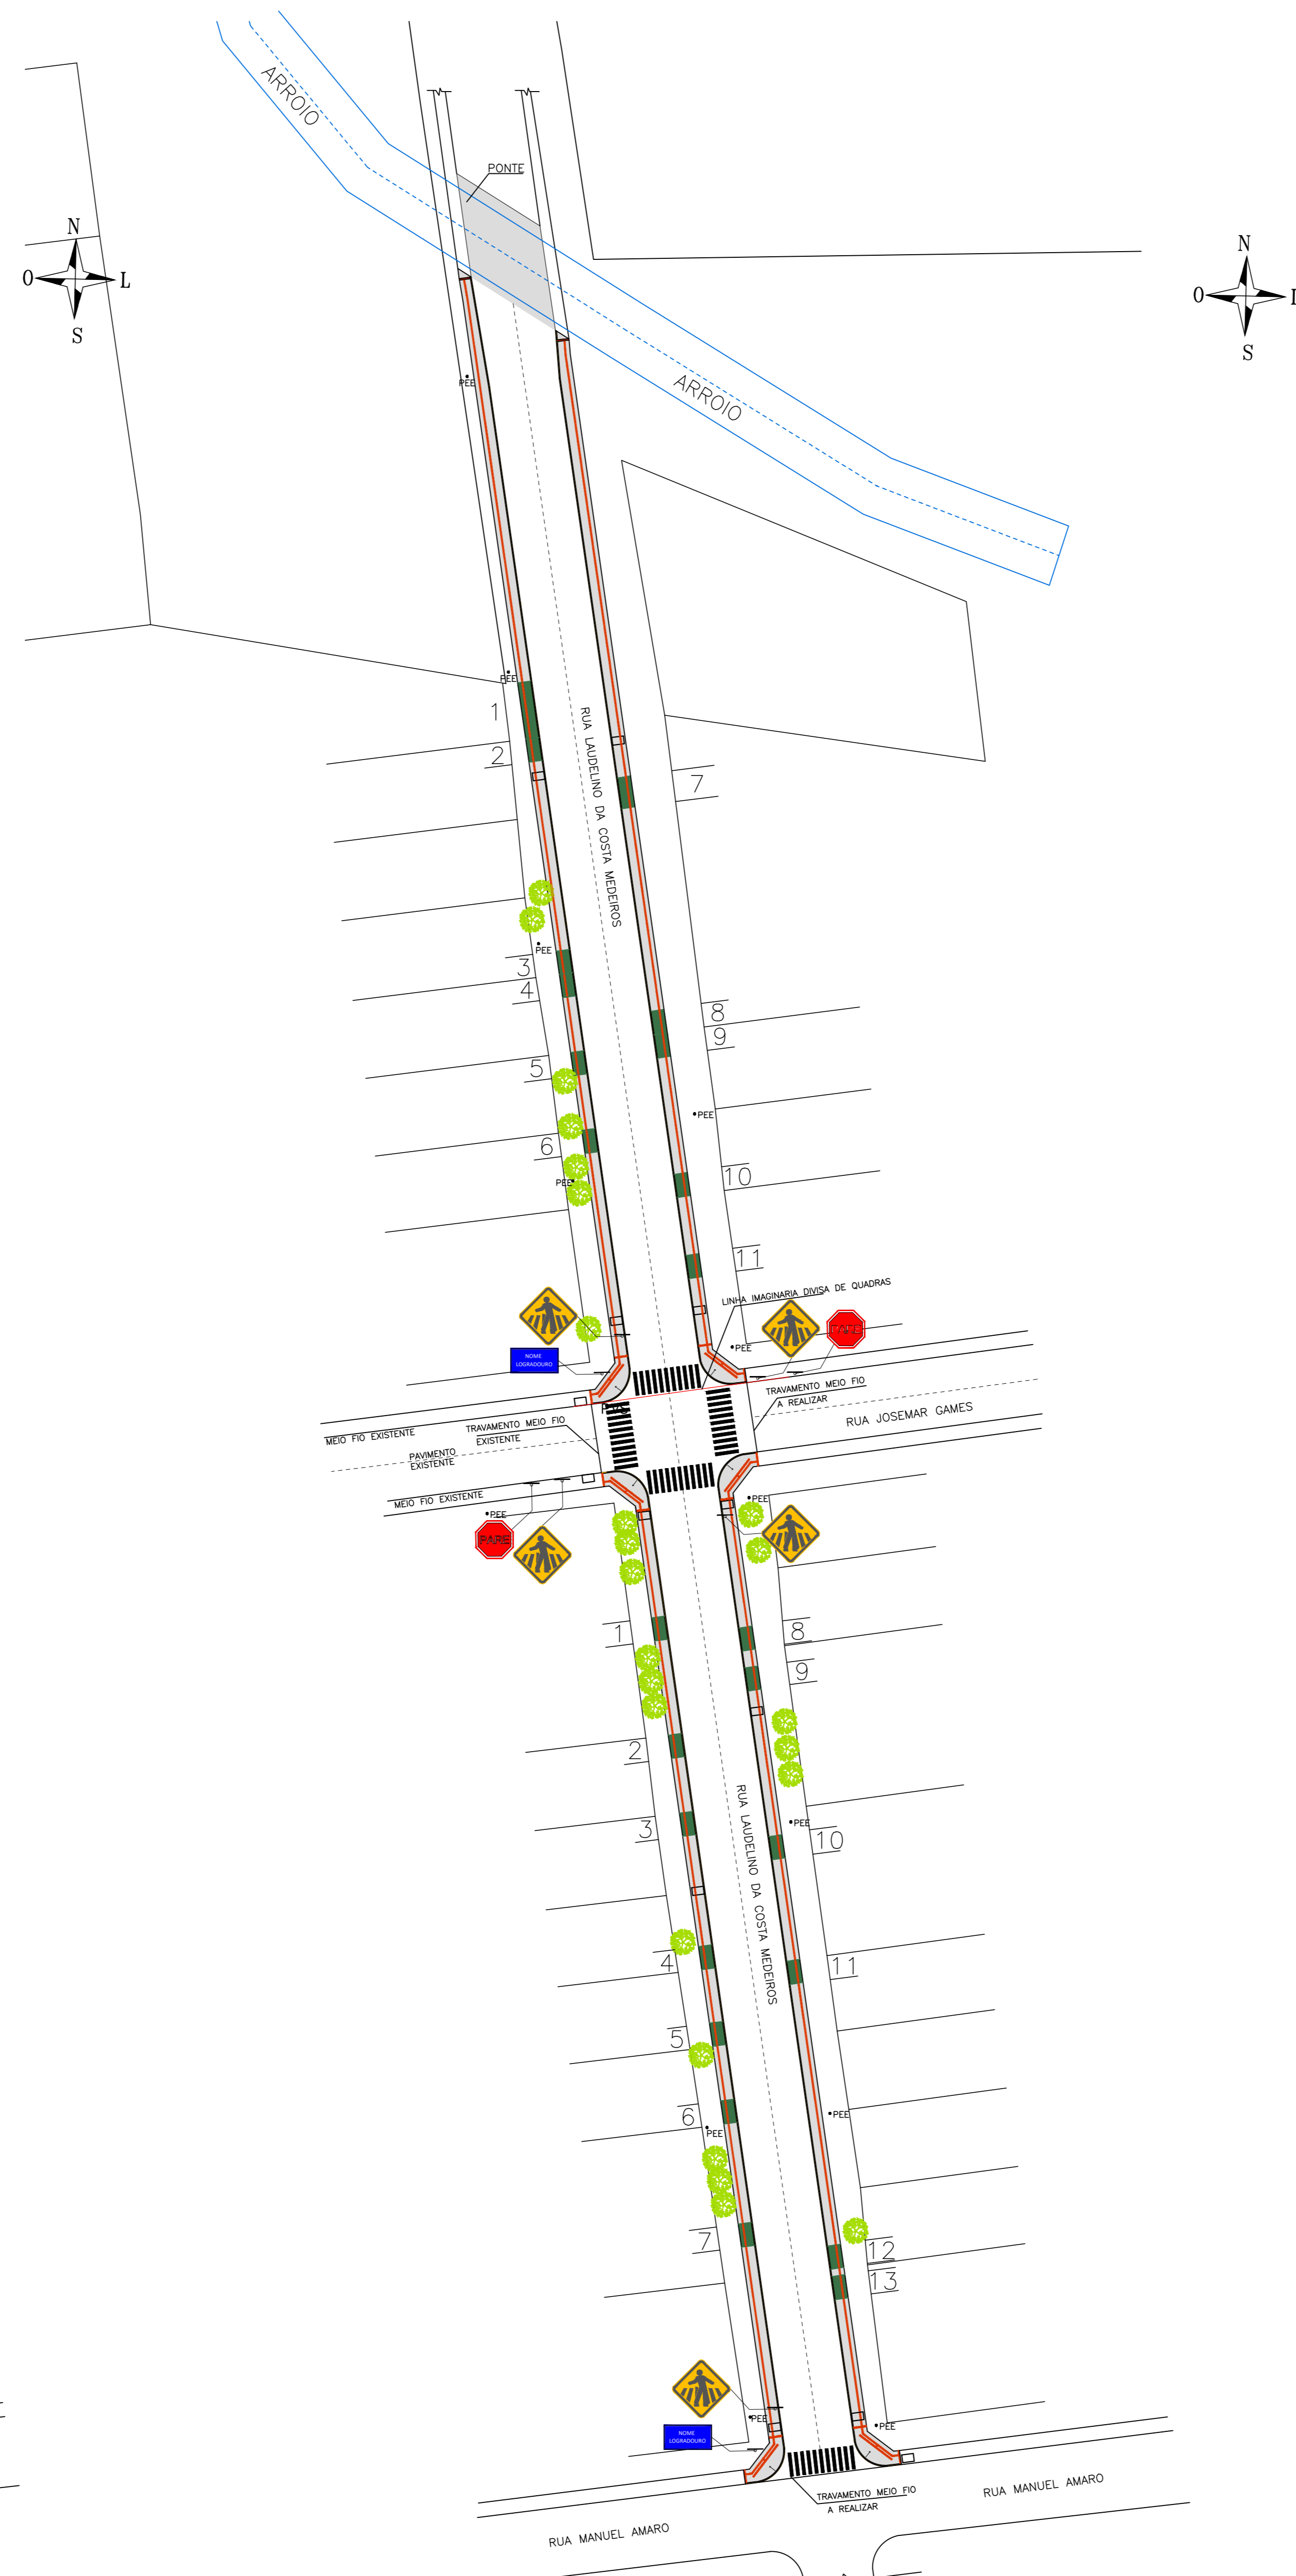 ARROIO
PONTE
N
O
L
S
N
O
S
PEE
ARROIO
PEE
1
2
RUA LAUDELINO DA COSTA MEDEIROS
7
PEE
3
4
8
9
5
PEE
6
10
PEE
11
LINHA IMAGINARIA DIVISA DE QUADRAS
PARE
PEE
NOME
LOGRADOURO
TRAVAMENTO MEIO FIO
A REALIZAR
RUA JOSEMAR GAMES
MEIO FIO EXISTENTE
TRAVAMENTO MEIO FIO
EXISTENTE
PAVIMENTO
EXISTENTE
MEIO FIO EXISTENTE
PEE
PEE
PARE
1
8
9
2
3
RUA LAUDELINO DA COSTA MEDEIROS
PEE
10
4
11
5
6
PEE
PEE
7
12
13
PEE
PEE
NOME
LOGRADOURO
TRAVAMENTO MEIO FIO
A REALIZAR
RUA MANUEL AMARO
RUA MANUEL AMARO